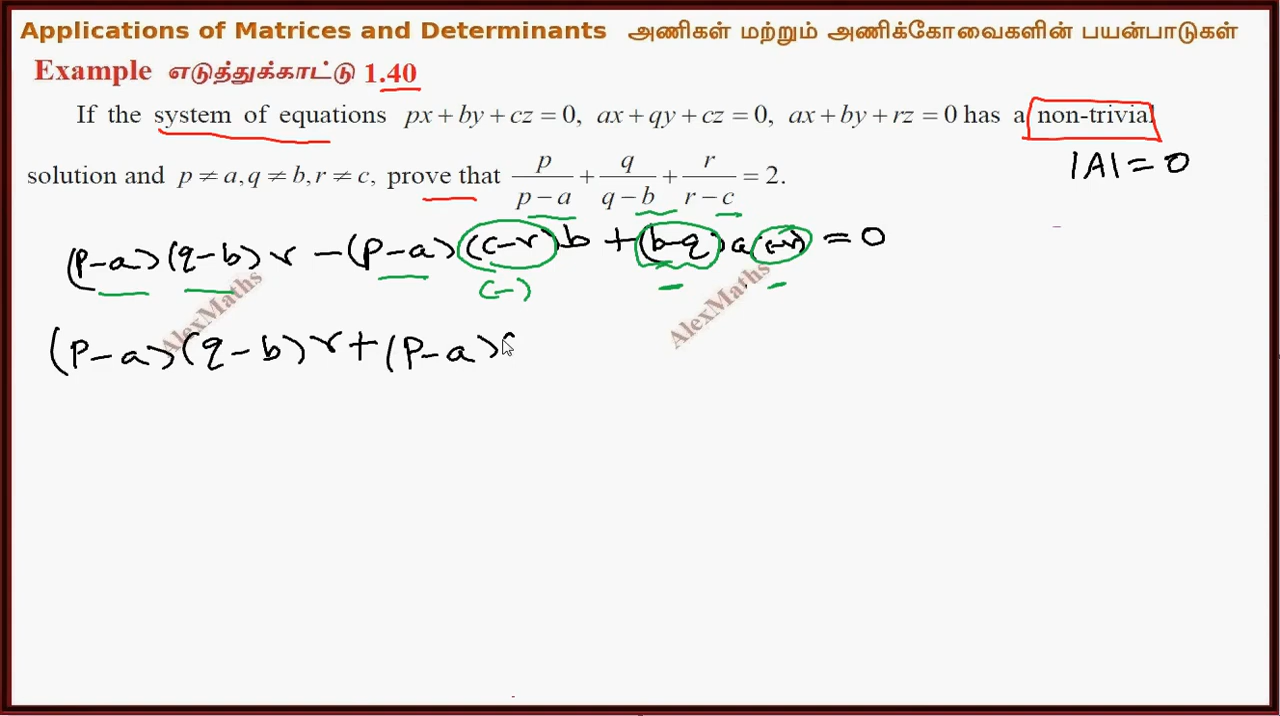 Applications of Matrices and Determinants அணிகள் மற்றும் அணிக்கோவைகளின் பயன்பாடுகள்
Example எடுத்துக்காட்டு 1.40
If the system of equations px + by + cz = 0, ax + qy + cz = 0, ax + by + rz = 0 has a non-trivial
|A| = 0
solution and p ≠ a, q ≠ b, r ≠ c, prove that p/(p − a) + q/(q − b) + r/(r − c) = 2.
(p-a)(q-b) r - (p-a)(c-r) b + (b-q) a (c-r) = 0
(-)
AlexMaths AlexMaths
(p-a)(q-b) r + (p-a)